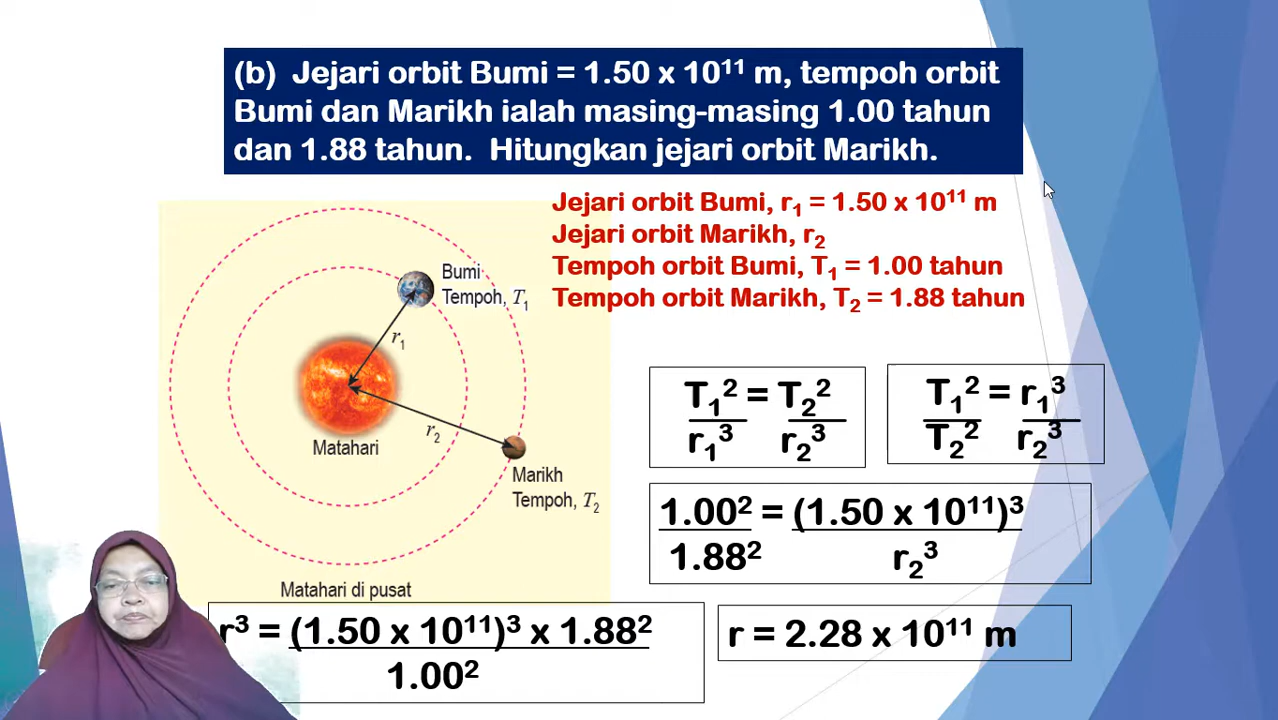 (b) Jejari orbit Bumi = 1.50 x 10¹¹ m, tempoh orbit
Bumi dan Marikh ialah masing-masing 1.00 tahun
dan 1.88 tahun. Hitungkan jejari orbit Marikh.
Jejari orbit Bumi, r₁ = 1.50 x 10¹¹ m
Jejari orbit Marikh, r₂
Tempoh orbit Bumi, T₁ = 1.00 tahun
Tempoh orbit Marikh, T₂ = 1.88 tahun
Bumi
Tempoh, T₁
r₁
r₂
Matahari
Marikh
Tempoh, T₂
Matahari di pusat
T₁² = T₂²
r₁³ r₂³
T₁² = r₁³
T₂² r₂³
1.00² = (1.50 x 10¹¹)³
1.88² r₂³
r³ = (1.50 x 10¹¹)³ x 1.88²
1.00²
r = 2.28 x 10¹¹ m